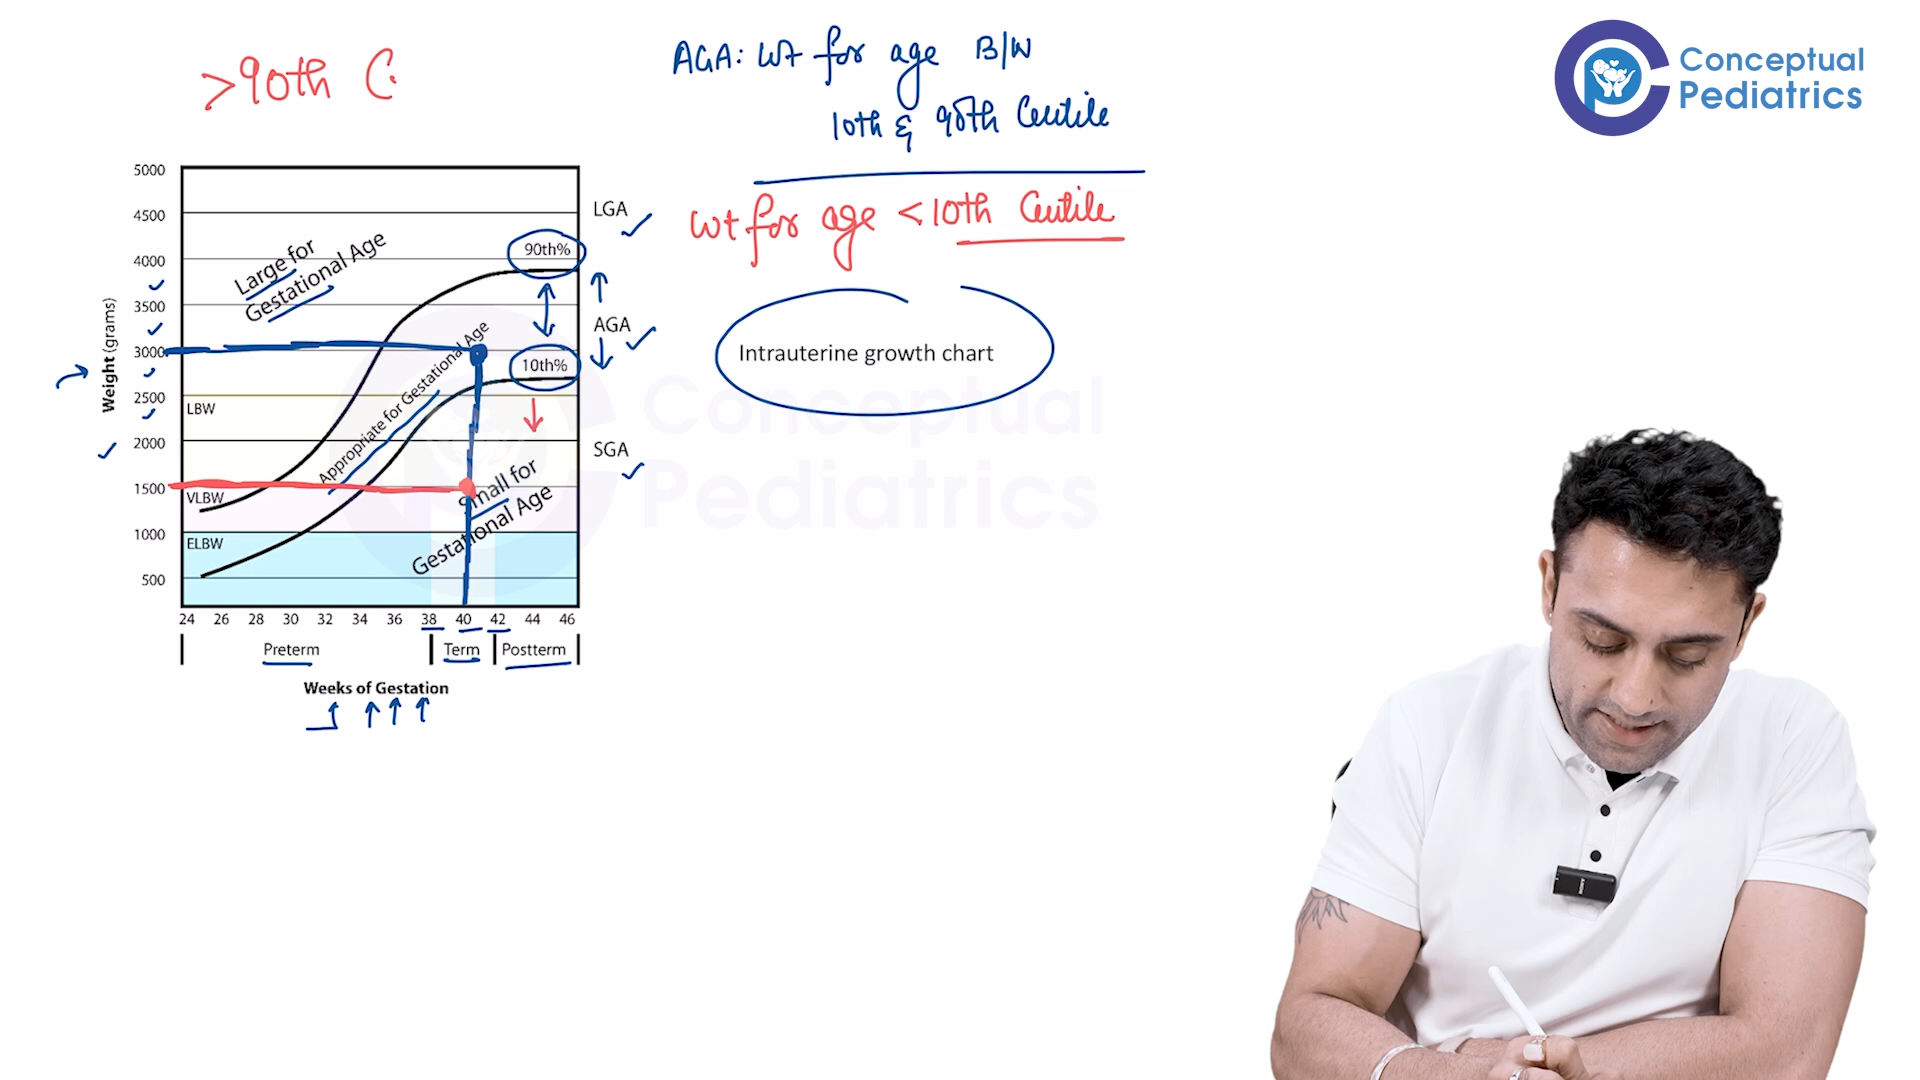 >90th C
AGA: Wt for age B/W
10th & 90th Centile
Wt for age <10th Centile
Conceptual
Pediatrics
5000
4500
4000
3500
3000
2500
2000
1500
1000
500
Weight (grams)
Large for
Gestational Age
Appropriate for Gestational Age
Small for
Gestational Age
90th%
10th%
LGA
AGA
SGA
LBW
VLBW
ELBW
24 26 28 30 32 34 36 38 40 42 44 46
Preterm Term Postterm
Weeks of Gestation
Intrauterine growth chart
Conceptual
Pediatrics